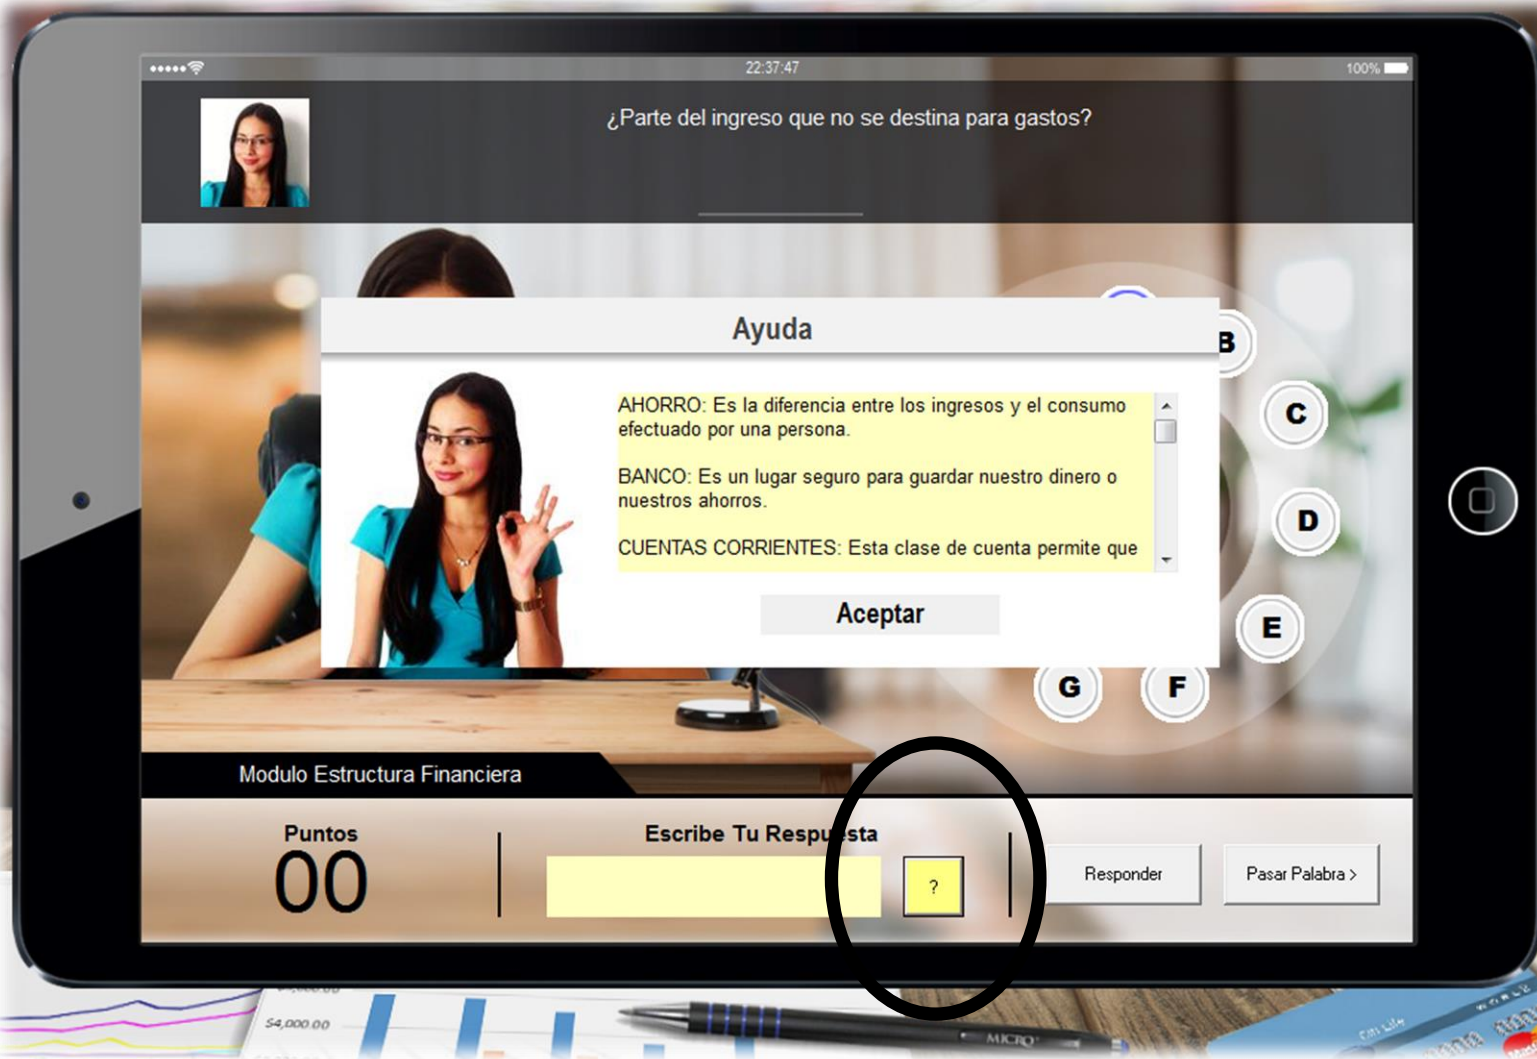 22:37:47
100%
¿Parte del ingreso que no se destina para gastos?
Ayuda
AHORRO: Es la diferencia entre los ingresos y el consumo
efectuado por una persona.
BANCO: Es un lugar seguro para guardar nuestro dinero o
nuestros ahorros.
CUENTAS CORRIENTES: Esta clase de cuenta permite que
Aceptar
B
C
D
E
F
G
Modulo Estructura Financiera
Puntos
00
Escribe Tu Respuesta
?
Responder
Pasar Palabra >
$4,000.00
MICRO